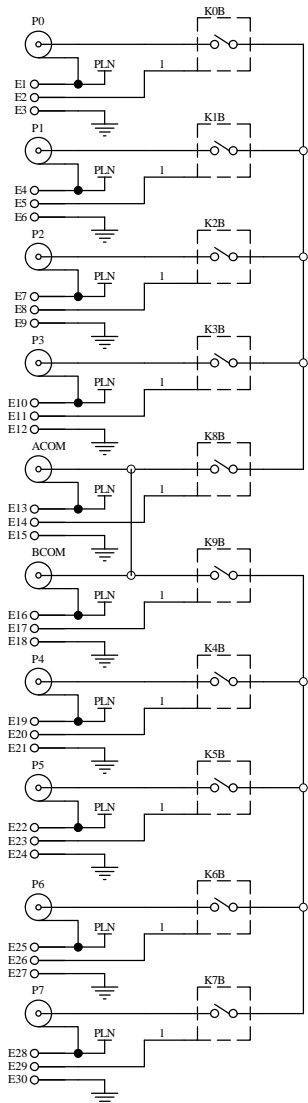 P0
K0B
PLN
E1
1
E2
E3
P1
K1B
PLN
E4
1
E5
E6
P2
K2B
PLN
E7
1
E8
E9
P3
K3B
PLN
E10
1
E11
E12
ACOM
K8B
PLN
E13
1
E14
E15
BCOM
K9B
PLN
E16
1
E17
E18
P4
K4B
PLN
E19
1
E20
E21
P5
K5B
PLN
E22
1
E23
E24
P6
K6B
PLN
E25
1
E26
E27
P7
K7B
PLN
E28
1
E29
E30